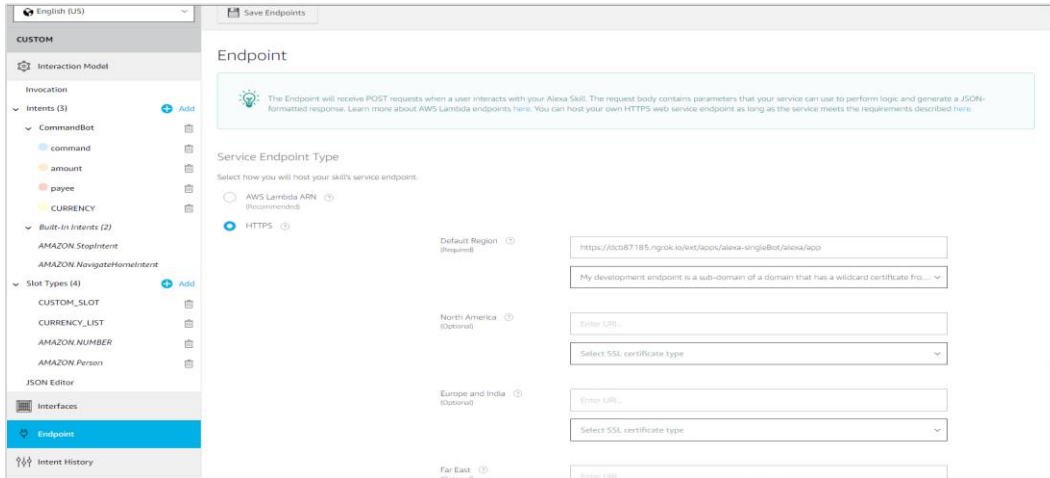 English (US)
Save Endpoints
CUSTOM
Interaction Model
Invocation
Intents (3)
Add
CommandBot
command
amount
payee
CURRENCY
Built-In Intents (2)
AMAZON.StopIntent
AMAZON.NavigateHomeIntent
Slot Types (4)
Add
CUSTOM_SLOT
CURRENCY_LIST
AMAZON.NUMBER
AMAZON.Person
JSON Editor
Interfaces
Endpoint
Intent History
Endpoint
The Endpoint will receive POST requests when a user interacts with your Alexa Skill. The request body contains parameters that your service can use to perform logic and generate a JSON-
formatted response. Learn more about AWS Lambda endpoints here. You can host your own HTTPS web service endpoint as long as the service meets the requirements described here.
Service Endpoint Type
Select how you will host your skill's service endpoint.
AWS Lambda ARN
(Recommended)
HTTPS
Default Region
(Required)
https://dcb87185.ngrok.io/ext/apps/alexa-singleBot/alexa/app
My development endpoint is a sub-domain of a domain that has a wildcard certificate fro...
North America
(Optional)
Enter URL...
Select SSL certificate type
Europe and India
(Optional)
Enter URL...
Select SSL certificate type
Far East
Enter URL